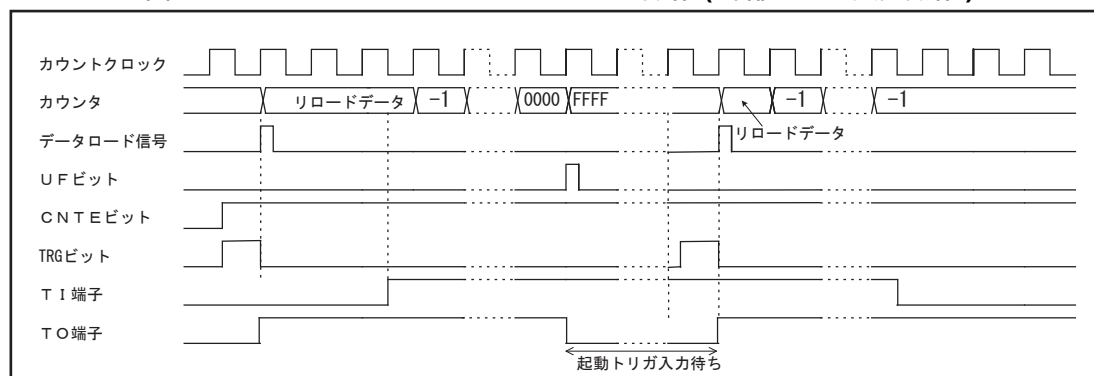 カウントクロック
カウンタ
リロードデータ
-1
0000
FFFF
-1
-1
データロード信号
リロードデータ
UFビット
CNTEビット
TRGビット
TI端子
TO端子
起動トリガ入力待ち